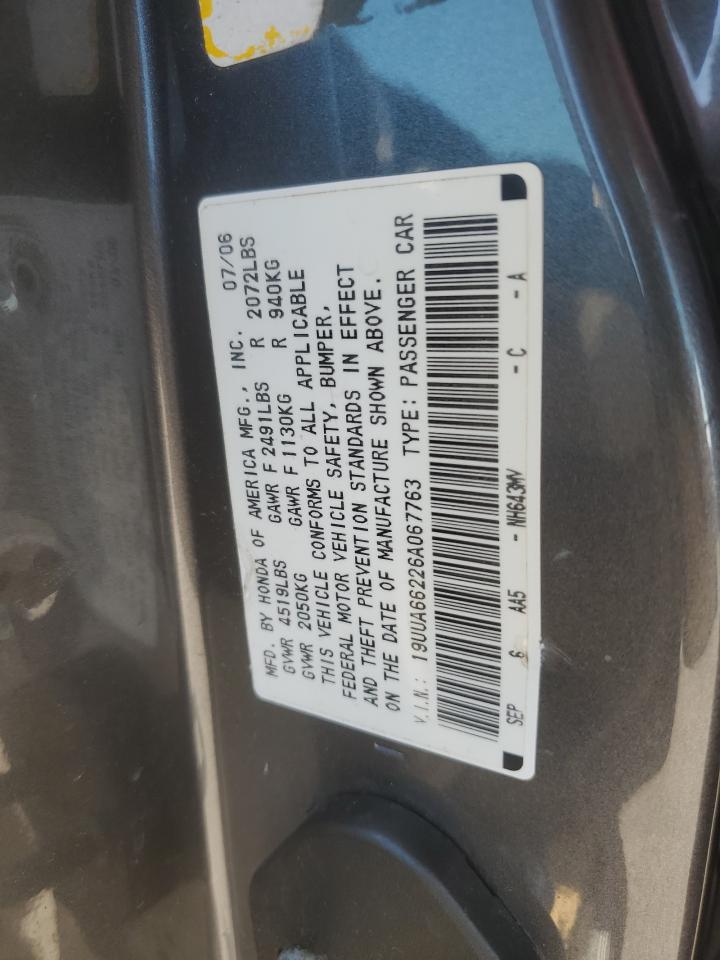 MFD. BY HONDA OF AMERICA MFG., INC. 07/06
GVWR 4519LBS GAWR F 2491LBS R 2072LBS
GVWR 2050KG GAWR F 1130KG R 940KG
THIS VEHICLE CONFORMS TO ALL APPLICABLE
FEDERAL MOTOR VEHICLE SAFETY, BUMPER,
AND THEFT PREVENTION STANDARDS IN EFFECT
ON THE DATE OF MANUFACTURE SHOWN ABOVE.
V.I.N.: 19UUA66226A067763 TYPE: PASSENGER CAR
SEP 6 AA5 - NH643MV - C - A